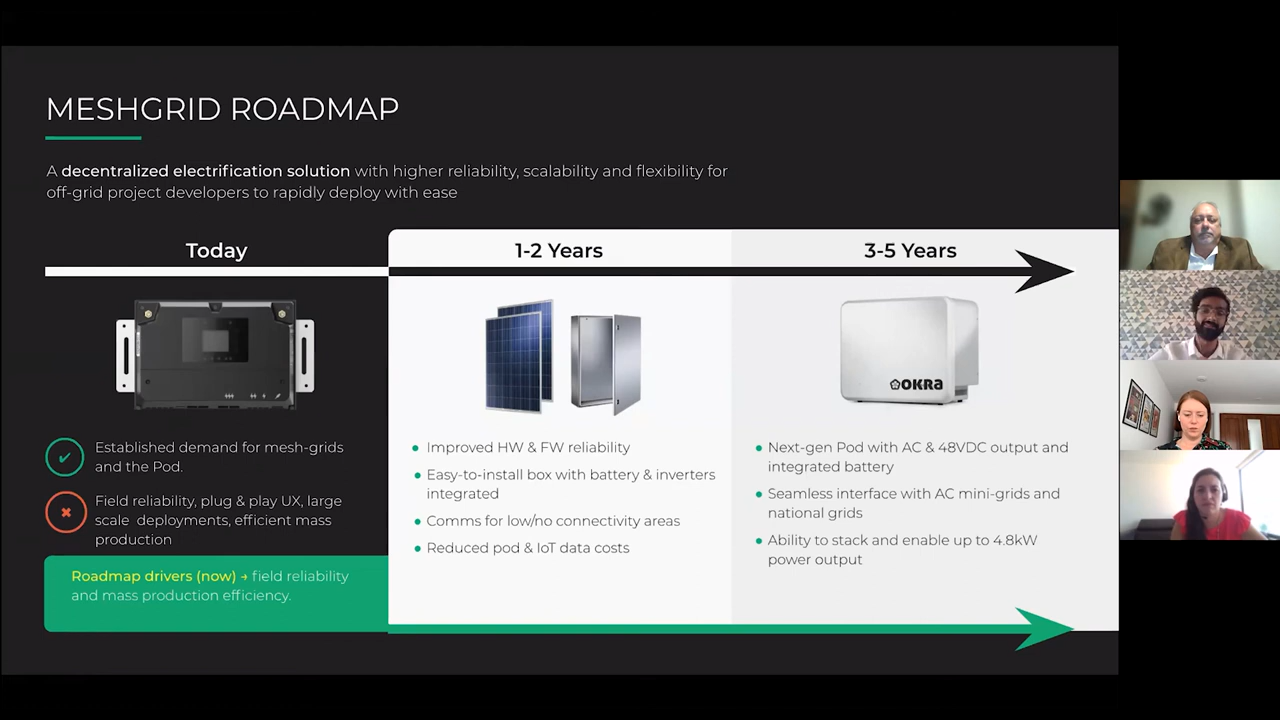 MESHGRID ROADMAP
A decentralized electrification solution with higher reliability, scalability and flexibility for
off-grid project developers to rapidly deploy with ease
Today
1-2 Years
3-5 Years
OKRA
Established demand for mesh-grids
and the Pod.
Field reliability, plug & play UX, large
scale deployments, efficient mass
production
Roadmap drivers (now) → field reliability
and mass production efficiency.
Improved HW & FW reliability
Easy-to-install box with battery & inverters
integrated
Comms for low/no connectivity areas
Reduced pod & IoT data costs
Next-gen Pod with AC & 48VDC output and
integrated battery
Seamless interface with AC mini-grids and
national grids
Ability to stack and enable up to 4.8kW
power output